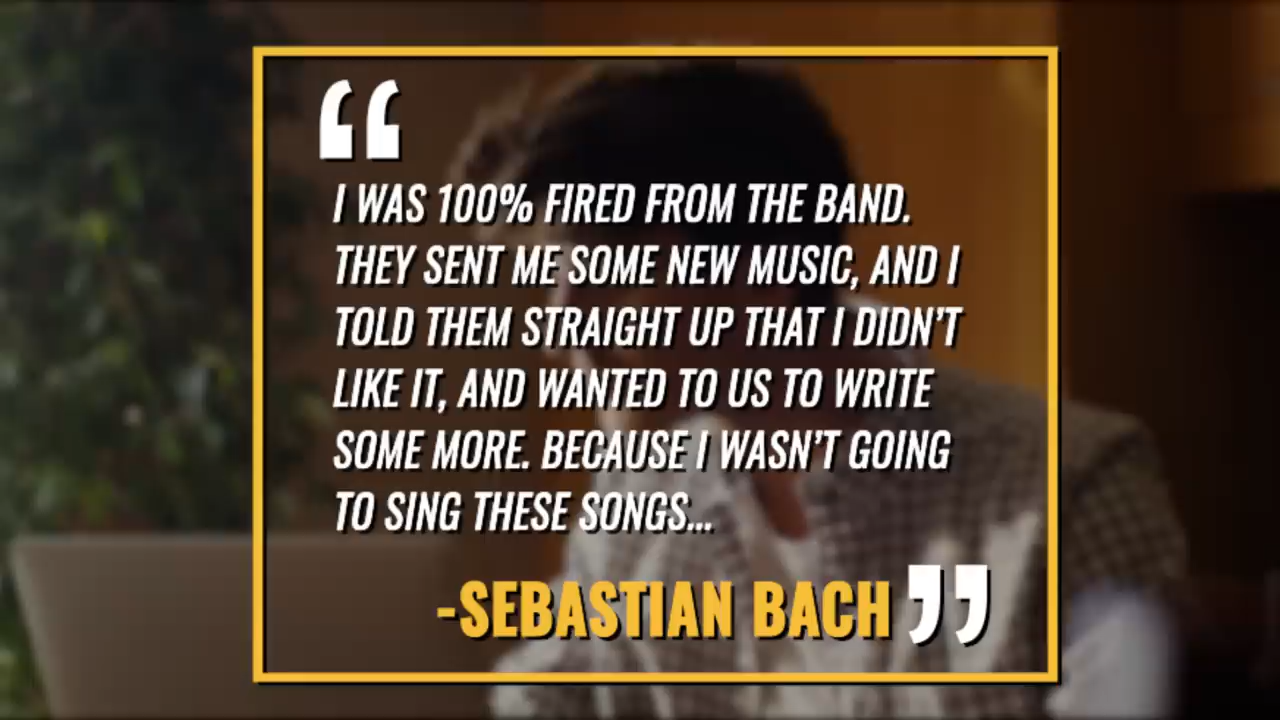 “
I WAS 100% FIRED FROM THE BAND.
THEY SENT ME SOME NEW MUSIC, AND I
TOLD THEM STRAIGHT UP THAT I DIDN’T
LIKE IT, AND WANTED TO US TO WRITE
SOME MORE. BECAUSE I WASN’T GOING
TO SING THESE SONGS...
-SEBASTIAN BACH ”